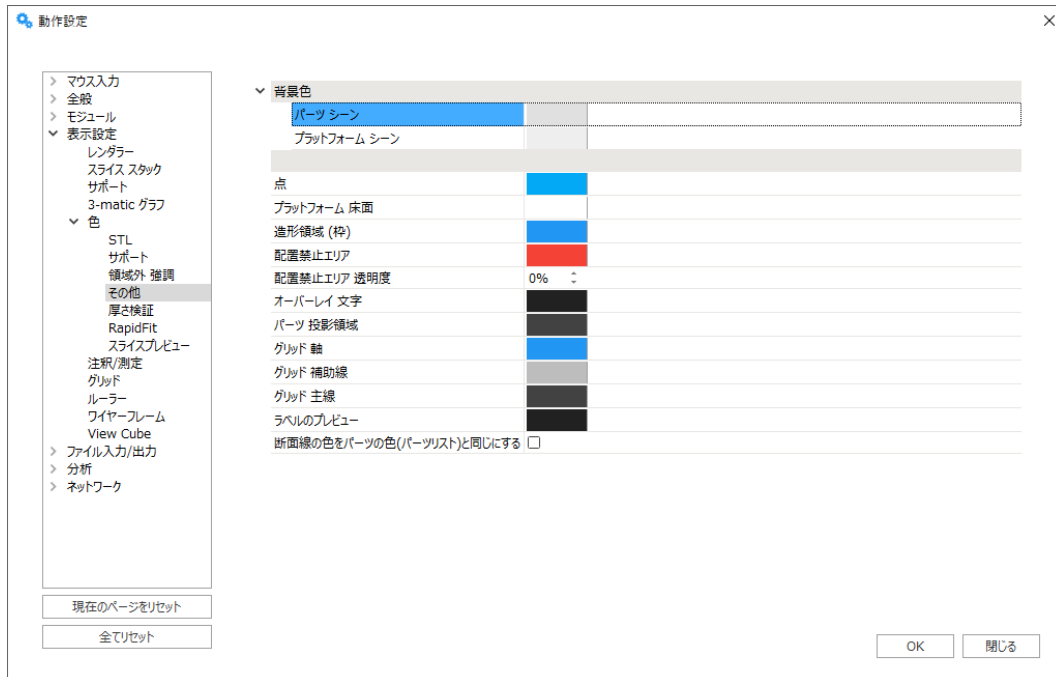 動作設定
マウス入力
全般
モジュール
表示設定
レンダラー
スライス スタック
サポート
3-matic グラフ
色
STL
サポート
領域外 強調
その他
厚さ検証
RapidFit
スライスプレビュー
注釈/測定
グリッド
ルーラー
ワイヤーフレーム
View Cube
ファイル入力/出力
分析
ネットワーク
現在のページをリセット
全てリセット
背景色
パーツ シーン
プラットフォーム シーン
点
プラットフォーム 床面
造形領域 (枠)
配置禁止エリア
配置禁止エリア 透明度 0%
オーバーレイ 文字
パーツ 投影領域
グリッド 軸
グリッド 補助線
グリッド 主線
ラベルのプレビュー
断面線の色をパーツの色(パーツリスト)と同じにする
OK 閉じる